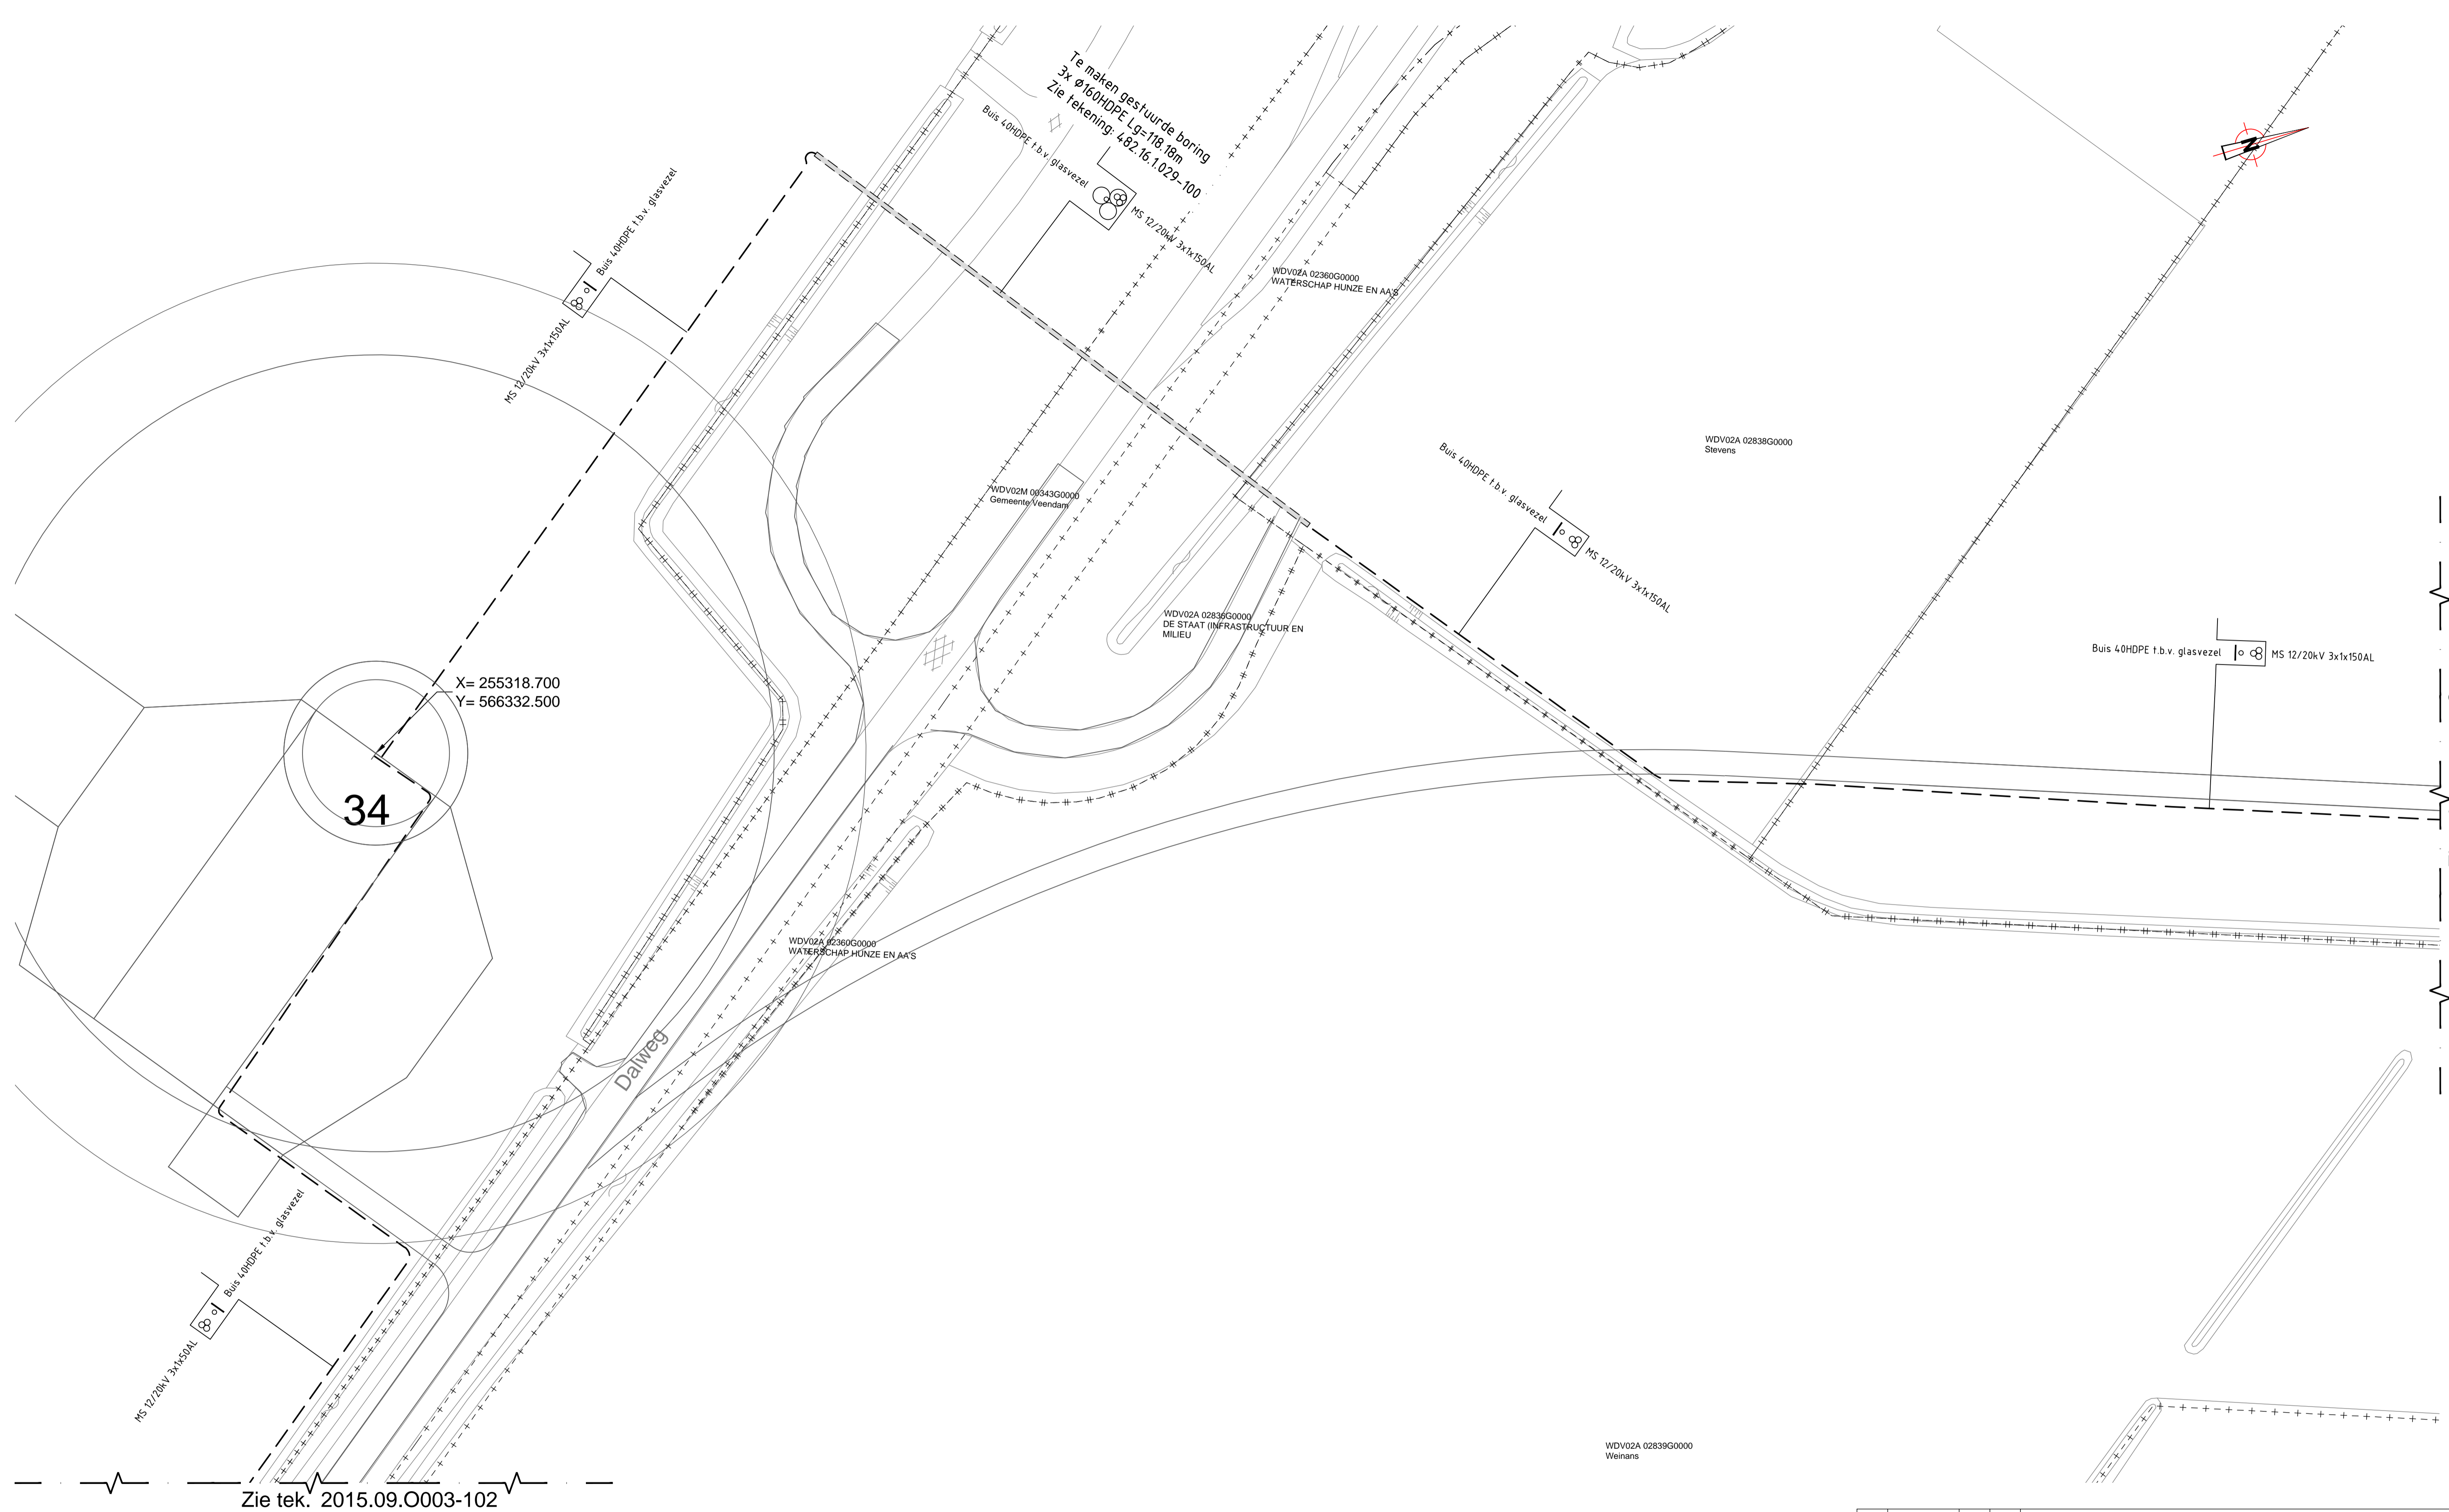 Te maken gestuurde boring
3x ø160HDPE Lg=118.18m
Zie tekening: 482.16.1.029-100
Buis 40HDPE t.b.v. glasvezel
MS 12/20kV 3x1x150AL
N
Buis 40HDPE t.b.v. glasvezel
MS 12/20kV 3x1x150AL
WDV02A 02360G0000
WATERSCHAP HUNZE EN AA'S
WDV02A 02838G0000
Stevens
Buis 40HDPE t.b.v. glasvezel
MS 12/20kV 3x1x150AL
WDV02M 00343G0000
Gemeente Veendam
WDV02A 02836G0000
DE STAAT (INFRASTRUCTUUR EN
MILIEU
Buis 40HDPE t.b.v. glasvezel
MS 12/20kV 3x1x150AL
X= 255318.700
Y= 566332.500
34
WDV02A 02360G0000
WATERSCHAP HUNZE EN AA'S
Dalweg
Buis 40HDPE t.b.v. glasvezel
MS 12/20kV 3x1x50AL
WDV02A 02839G0000
Weinans
Zie tek. 2015.09.O003-102